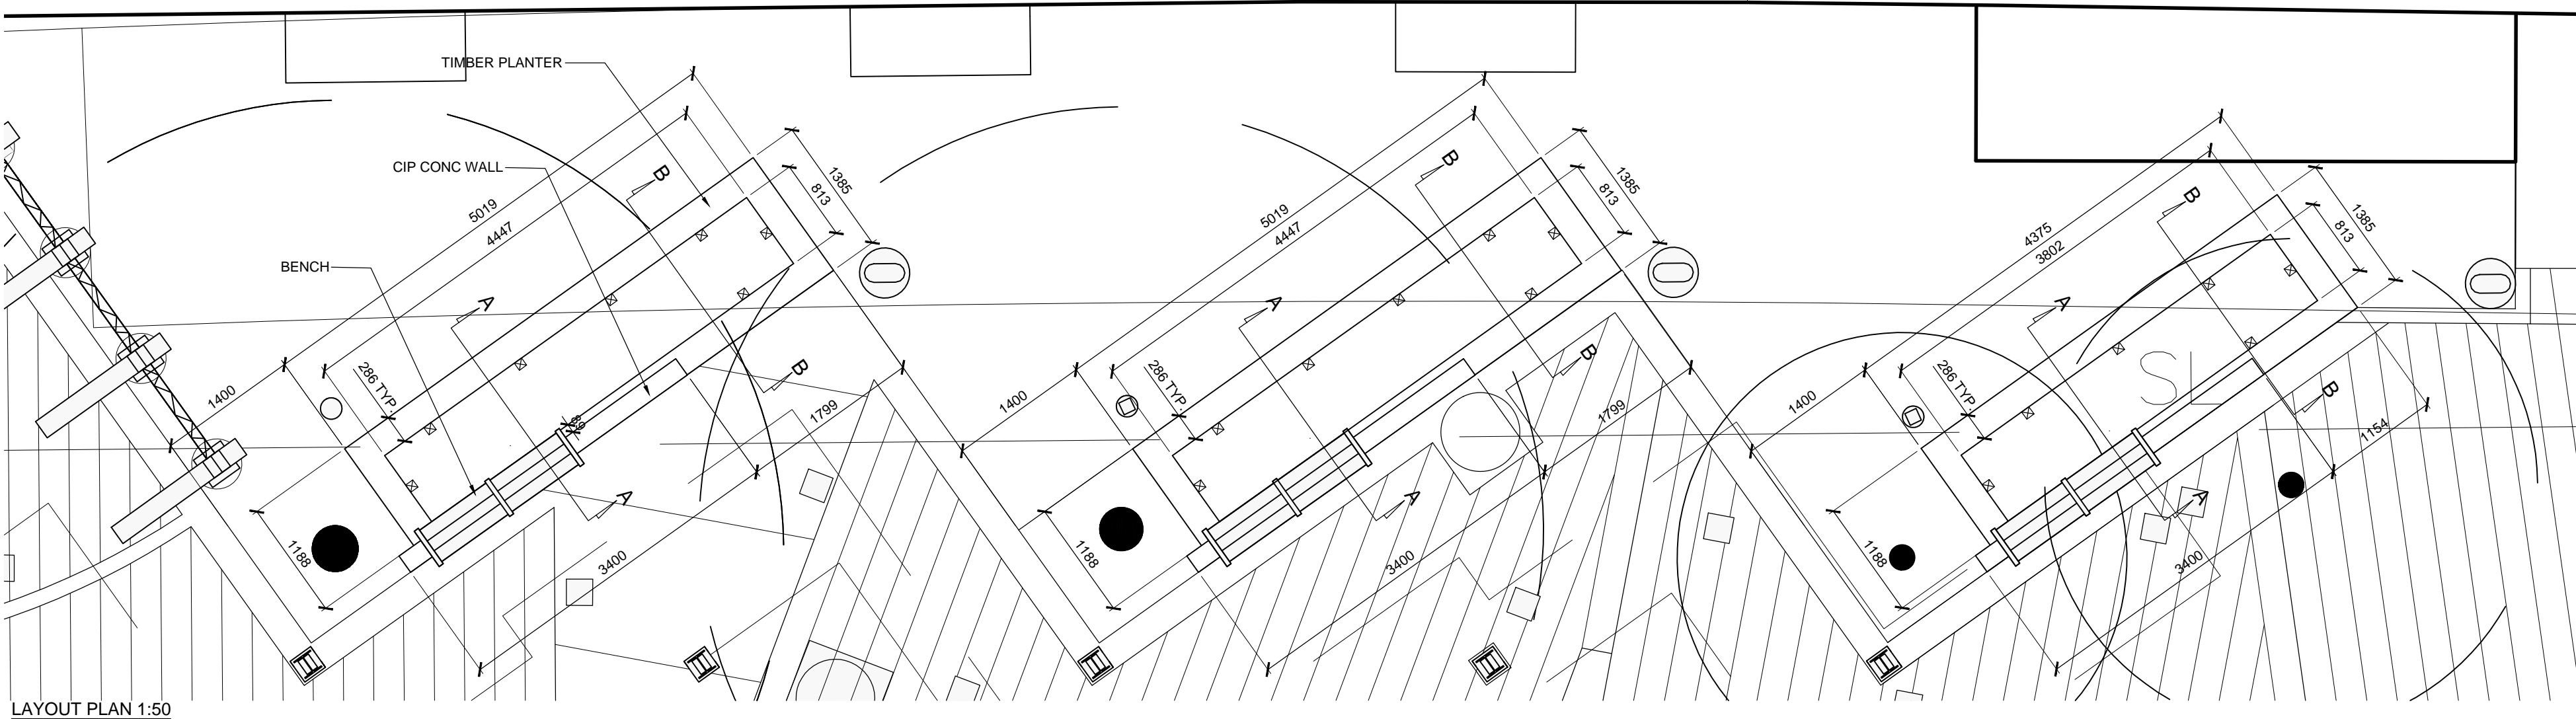 TIMBER PLANTER
CIP CONC WALL
BENCH
5019
4447
1385
813
B
A
286 TYP.
1400
B
1799
89
A
1188
3400
5019
4447
1385
813
B
A
286 TYP.
1400
B
1799
A
1188
3400
4375
3802
1385
813
B
A
286 TYP.
1400
SL
B
1154
A
1188
3400
LAYOUT PLAN 1:50